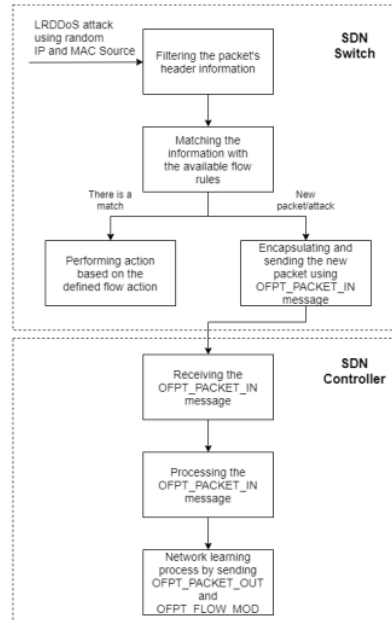 LRDDoS attack
using random
IP and MAC Source
Filtering the packet's
header information
SDN
Switch
Matching the
information with
the available flow
rules
There is a
match
New
packet/attack
Performing action
based on the
defined flow action
Encapsulating and
sending the new
packet using
OFPT_PACKET_IN
message
SDN
Controller
Receiving the
OFPT_PACKET_IN
message
Processing the
OFPT_PACKET_IN
message
Network learning
process by sending
OFPT_PACKET_OUT
and
OFPT_FLOW_MOD